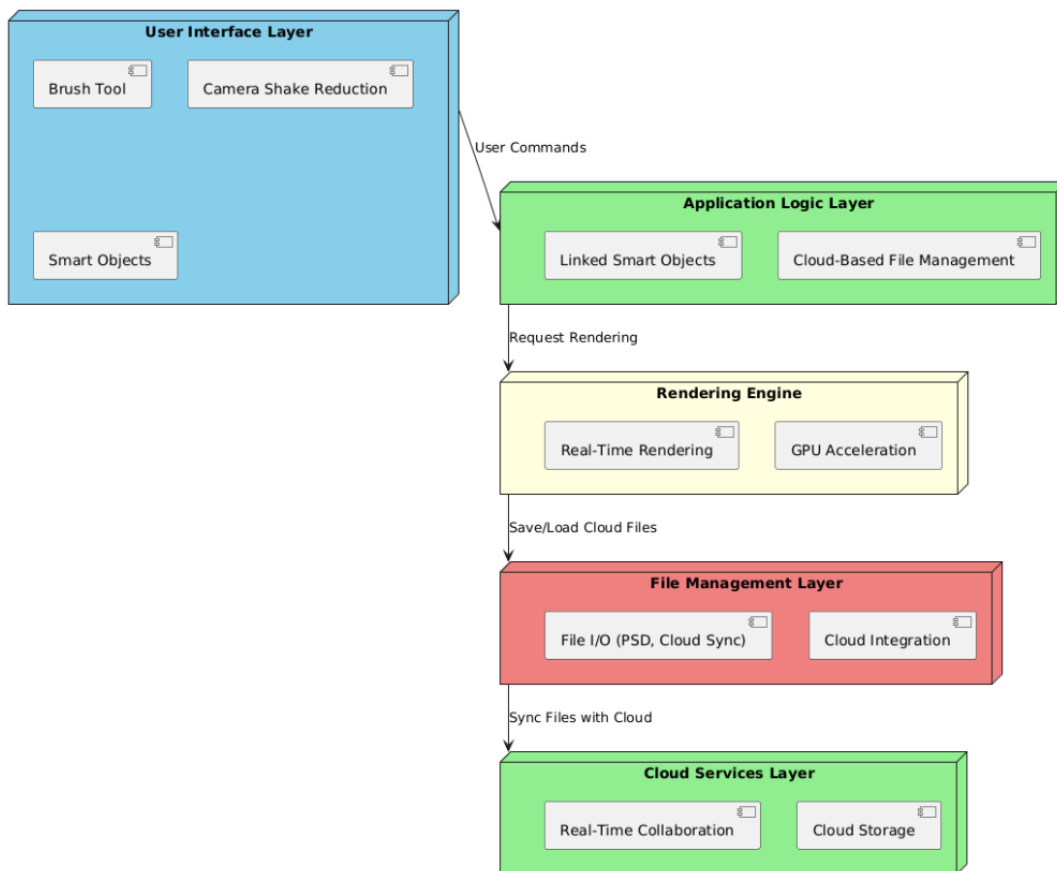 User Interface Layer
Brush Tool
Camera Shake Reduction
Smart Objects
User Commands
Application Logic Layer
Linked Smart Objects
Cloud-Based File Management
Request Rendering
Rendering Engine
Real-Time Rendering
GPU Acceleration
Save/Load Cloud Files
File Management Layer
File I/O (PSD, Cloud Sync)
Cloud Integration
Sync Files with Cloud
Cloud Services Layer
Real-Time Collaboration
Cloud Storage